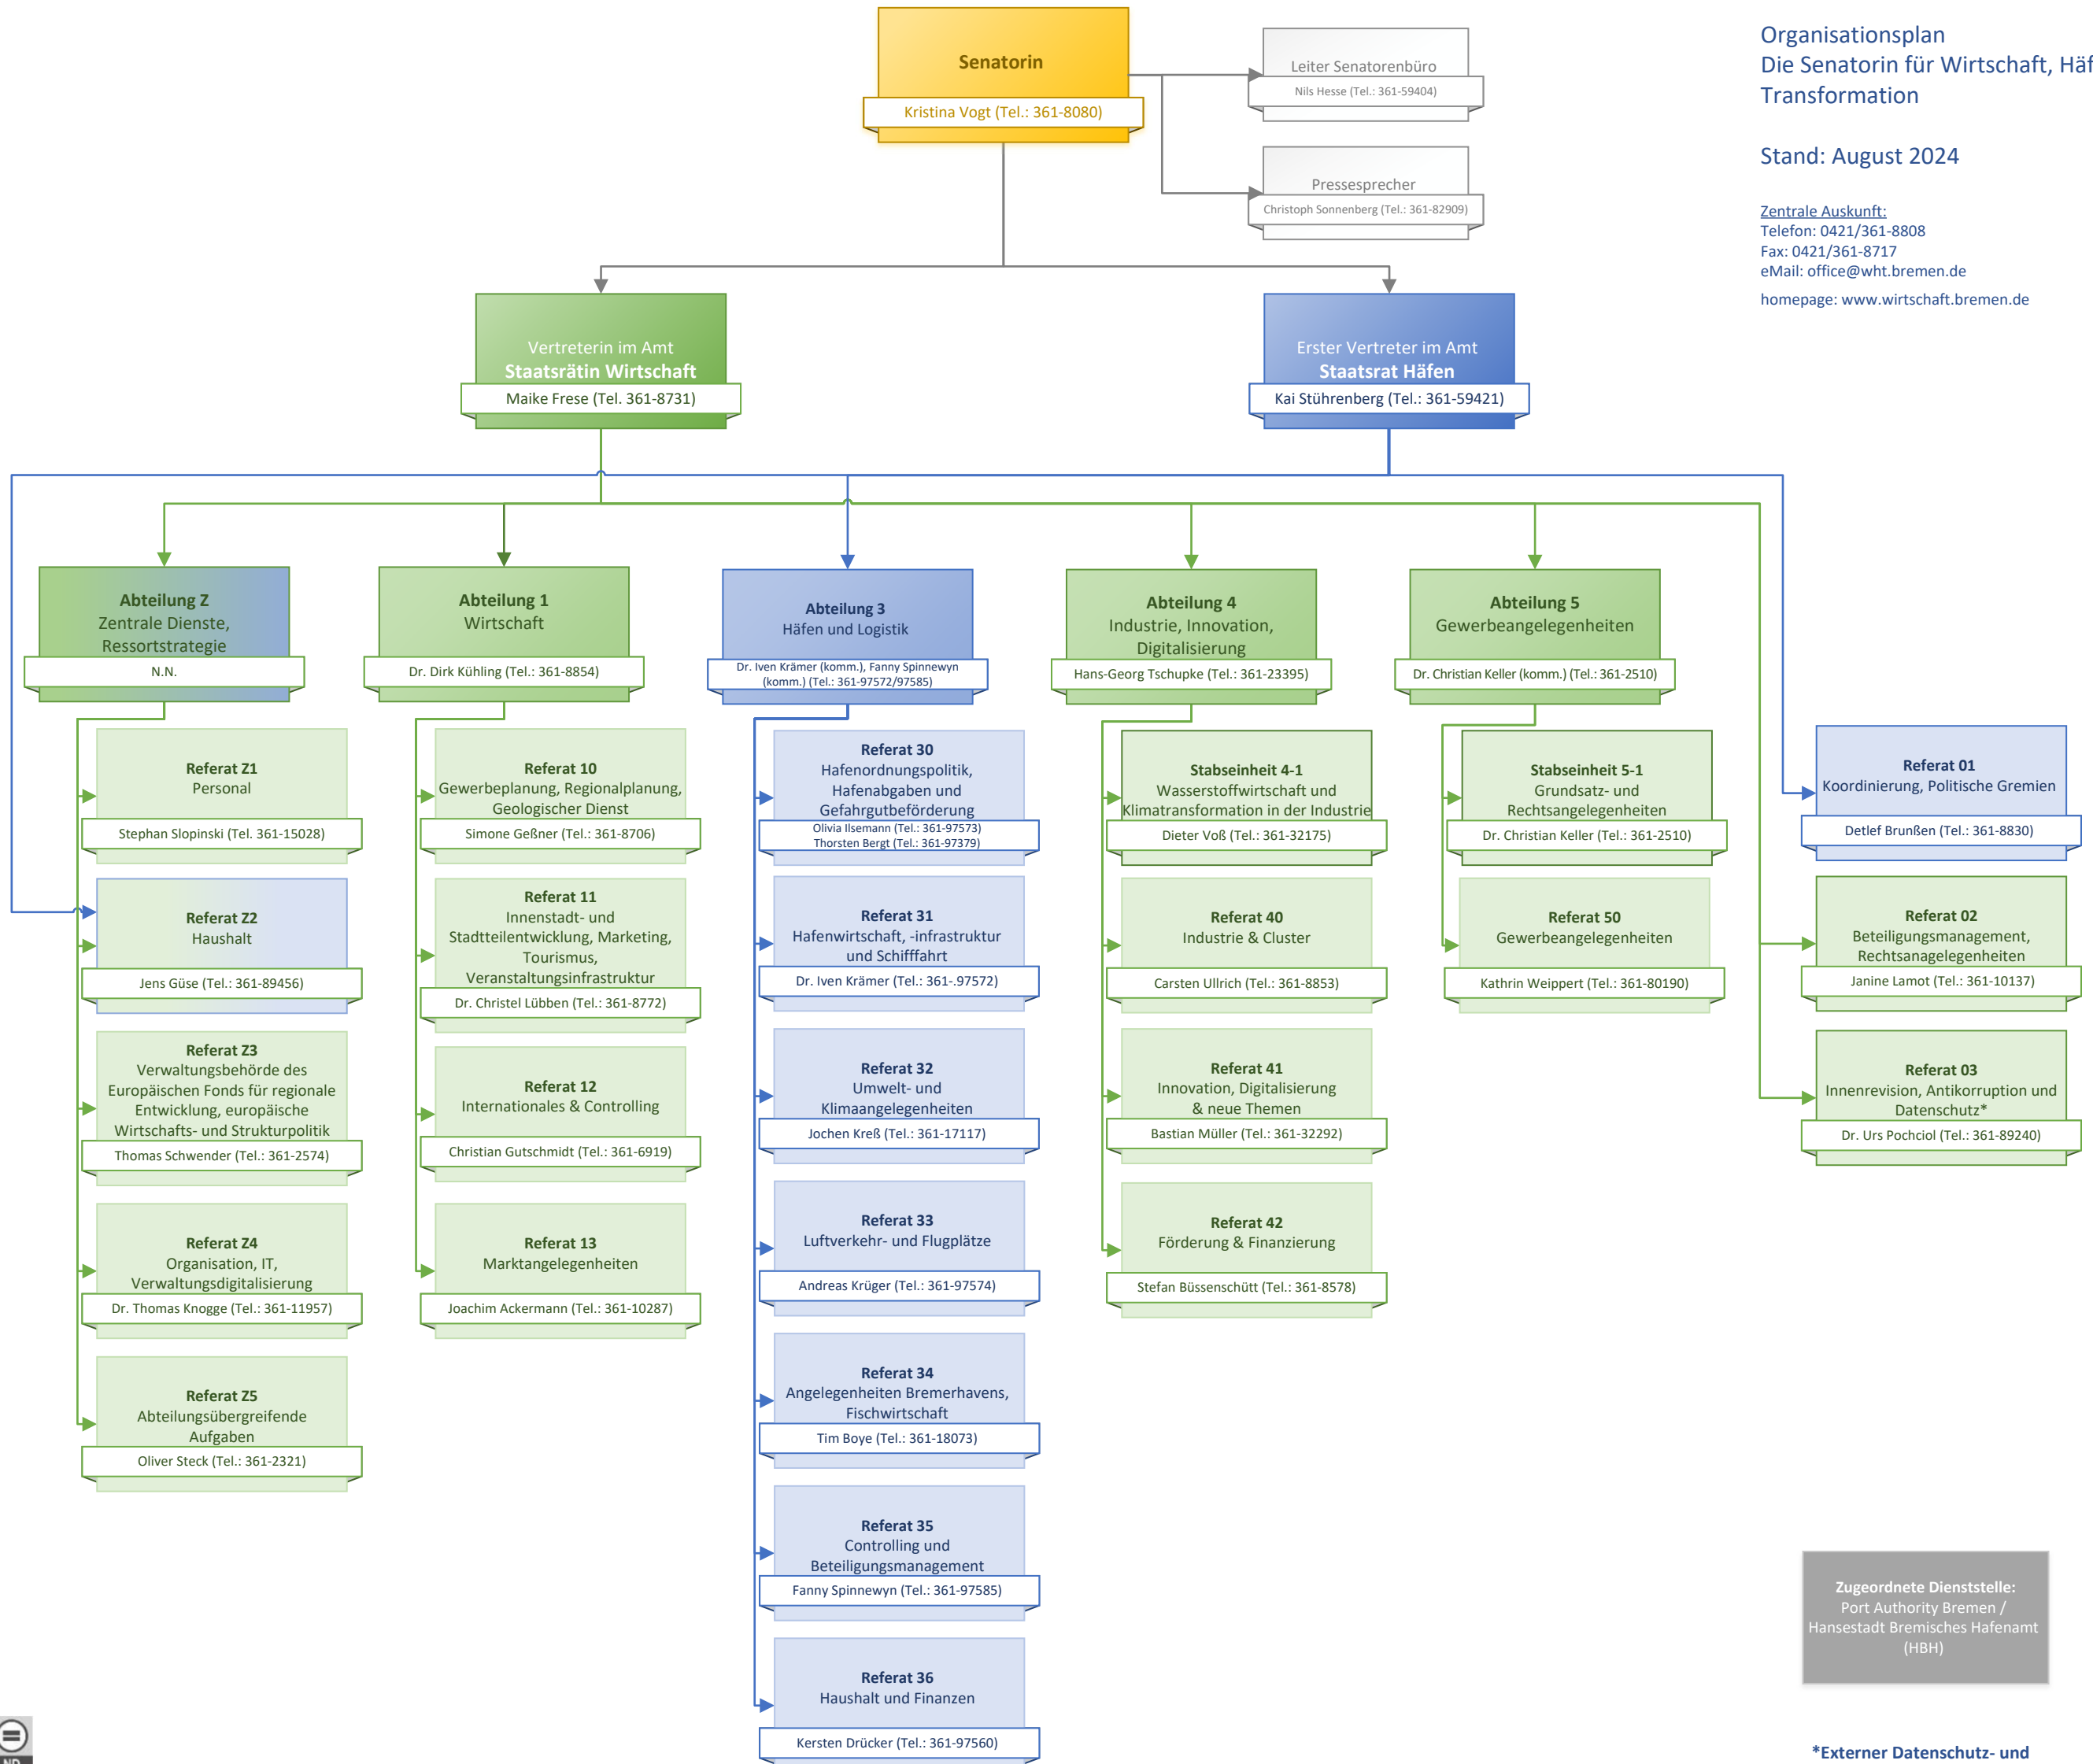 Senatorin
Kristina Vogt (Tel.: 361-8080)
Leiter Senatorenbüro
Nils Hesse (Tel.: 361-59404)
Pressesprecher
Christoph Sonnenberg (Tel.: 361-82909)
Organisationsplan
Die Senatorin für Wirtschaft, Häf
Transformation
Stand: August 2024
Zentrale Auskunft:
Telefon: 0421/361-8808
Fax: 0421/361-8717
eMail: office@wht.bremen.de
homepage: www.wirtschaft.bremen.de
Vertreterin im Amt
Staatsrätin Wirtschaft
Maike Frese (Tel. 361-8731)
Erster Vertreter im Amt
Staatsrat Häfen
Kai Stührenberg (Tel.: 361-59421)
Abteilung Z
Zentrale Dienste,
Ressortstrategie
N.N.
Abteilung 1
Wirtschaft
Dr. Dirk Kühling (Tel.: 361-8854)
Abteilung 3
Häfen und Logistik
Dr. Iven Krämer (komm.), Fanny Spinnewyn
(komm.) (Tel.: 361-97572/97585)
Abteilung 4
Industrie, Innovation,
Digitalisierung
Hans-Georg Tschupke (Tel.: 361-23395)
Abteilung 5
Gewerbeangelegenheiten
Dr. Christian Keller (komm.) (Tel.: 361-2510)
Referat Z1
Personal
Stephan Slopinski (Tel. 361-15028)
Referat Z2
Haushalt
Jens Güse (Tel.: 361-89456)
Referat Z3
Verwaltungsbehörde des
Europäischen Fonds für regionale
Entwicklung, europäische
Wirtschafts- und Strukturpolitik
Thomas Schwender (Tel.: 361-2574)
Referat Z4
Organisation, IT,
Verwaltungsdigitalisierung
Dr. Thomas Knogge (Tel.: 361-11957)
Referat Z5
Abteilungsübergreifende
Aufgaben
Oliver Steck (Tel.: 361-2321)
Referat 10
Gewerbeplanung, Regionalplanung,
Geologischer Dienst
Simone Geßner (Tel.: 361-8706)
Referat 11
Innenstadt- und
Stadtteilentwicklung, Marketing,
Tourismus,
Veranstaltungsinfrastruktur
Dr. Christel Lübben (Tel.: 361-8772)
Referat 12
Internationales & Controlling
Christian Gutschmidt (Tel.: 361-6919)
Referat 13
Marktangelegenheiten
Joachim Ackermann (Tel.: 361-10287)
Referat 30
Hafenordnungspolitik,
Hafenabgaben und
Gefahrgutbeförderung
Olivia Ilsemann (Tel.: 361-97573)
Thorsten Bergt (Tel.: 361-97379)
Referat 31
Hafenwirtschaft, -infrastruktur
und Schifffahrt
Dr. Iven Krämer (Tel.: 361-.97572)
Referat 32
Umwelt- und
Klimaangelegenheiten
Jochen Kreß (Tel.: 361-17117)
Referat 33
Luftverkehr- und Flugplätze
Andreas Krüger (Tel.: 361-97574)
Referat 34
Angelegenheiten Bremerhavens,
Fischwirtschaft
Tim Boye (Tel.: 361-18073)
Referat 35
Controlling und
Beteiligungsmanagement
Fanny Spinnewyn (Tel.: 361-97585)
Referat 36
Haushalt und Finanzen
Kersten Drücker (Tel.: 361-97560)
Stabseinheit 4-1
Wasserstoffwirtschaft und
Klimatransformation in der Industrie
Dieter Voß (Tel.: 361-32175)
Referat 40
Industrie & Cluster
Carsten Ullrich (Tel.: 361-8853)
Referat 41
Innovation, Digitalisierung
& neue Themen
Bastian Müller (Tel.: 361-32292)
Referat 42
Förderung & Finanzierung
Stefan Büssenschütt (Tel.: 361-8578)
Stabseinheit 5-1
Grundsatz- und
Rechtsangelegenheiten
Dr. Christian Keller (Tel.: 361-2510)
Referat 50
Gewerbeangelegenheiten
Kathrin Weippert (Tel.: 361-80190)
Referat 01
Koordinierung, Politische Gremien
Detlef Brunßen (Tel.: 361-8830)
Referat 02
Beteiligungsmanagement,
Rechtsanagelegenheiten
Janine Lamot (Tel.: 361-10137)
Referat 03
Innenrevision, Antikorruption und
Datenschutz*
Dr. Urs Pochciol (Tel.: 361-89240)
Zugeordnete Dienststelle:
Port Authority Bremen /
Hansestadt Bremisches Hafenamt
(HBH)
*Externer Datenschutz- und
ND